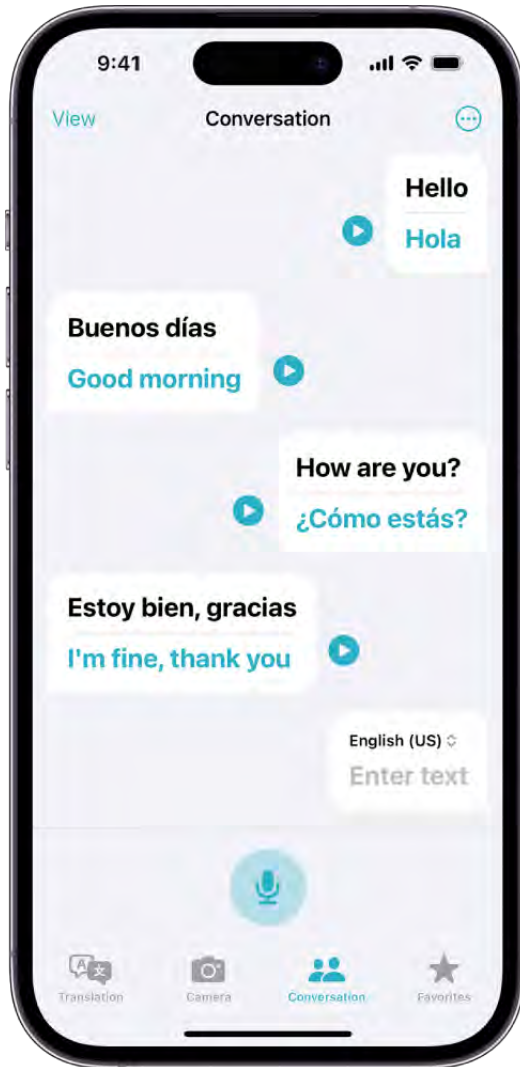 9:41
View
Conversation
Hello
Hola
Buenos días
Good morning
How are you?
¿Cómo estás?
Estoy bien, gracias
I'm fine, thank you
English (US)
Enter text
Translation
Camera
Conversation
Favorites